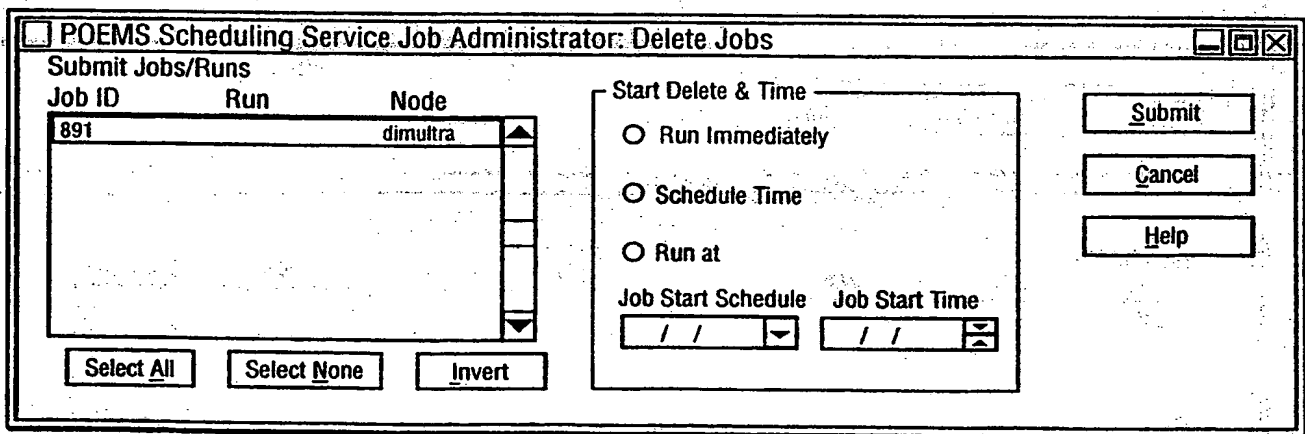 POEMS Scheduling Service Job Administrator: Delete Jobs
Submit Jobs/Runs
Job ID Run Node
891 dimultra
Select All Select None Invert
Start Delete & Time
Run Immediately
Schedule Time
Run at
Job Start Schedule Job Start Time
/ / / /
Submit
Cancel
Help